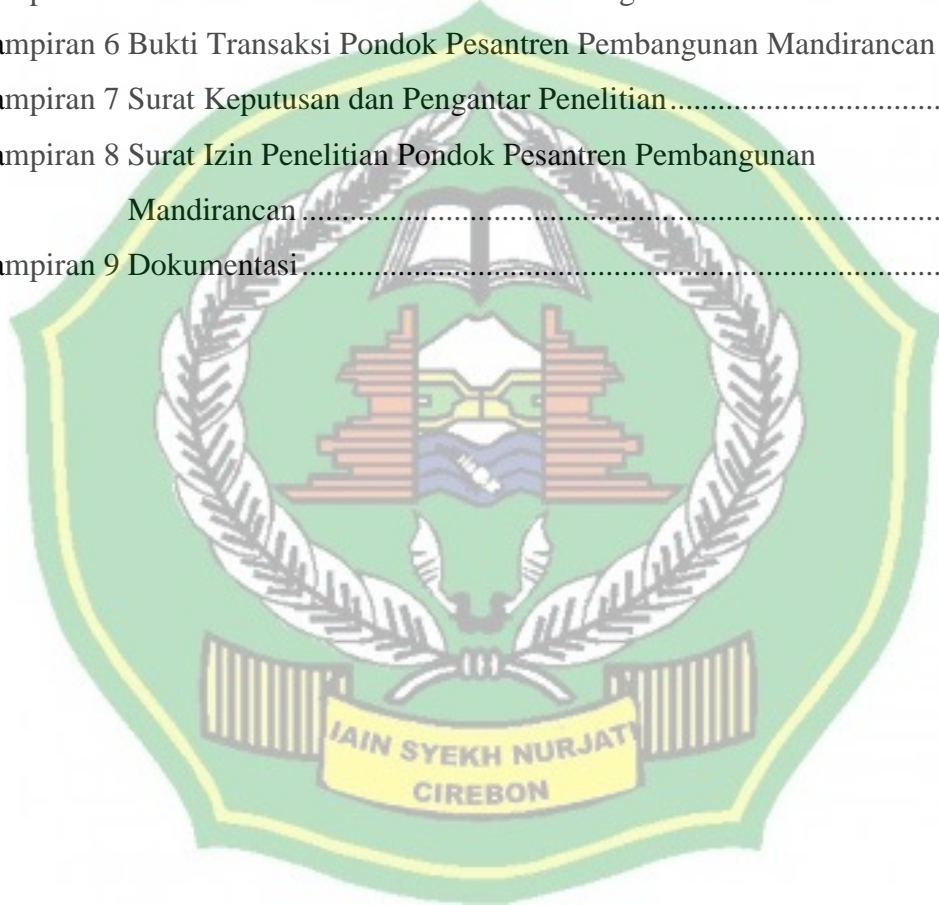 ampiran 6 Bukti Transaksi Pondok Pesantren Pembangunan Mandirancan
ampiran 7 Surat Keputusan dan Pengantar Penelitian
ampiran 8 Surat Izin Penelitian Pondok Pesantren Pembangunan
Mandirancan
ampiran 9 Dokumentasi
IAIN SYEKH NURJATI
CIREBON